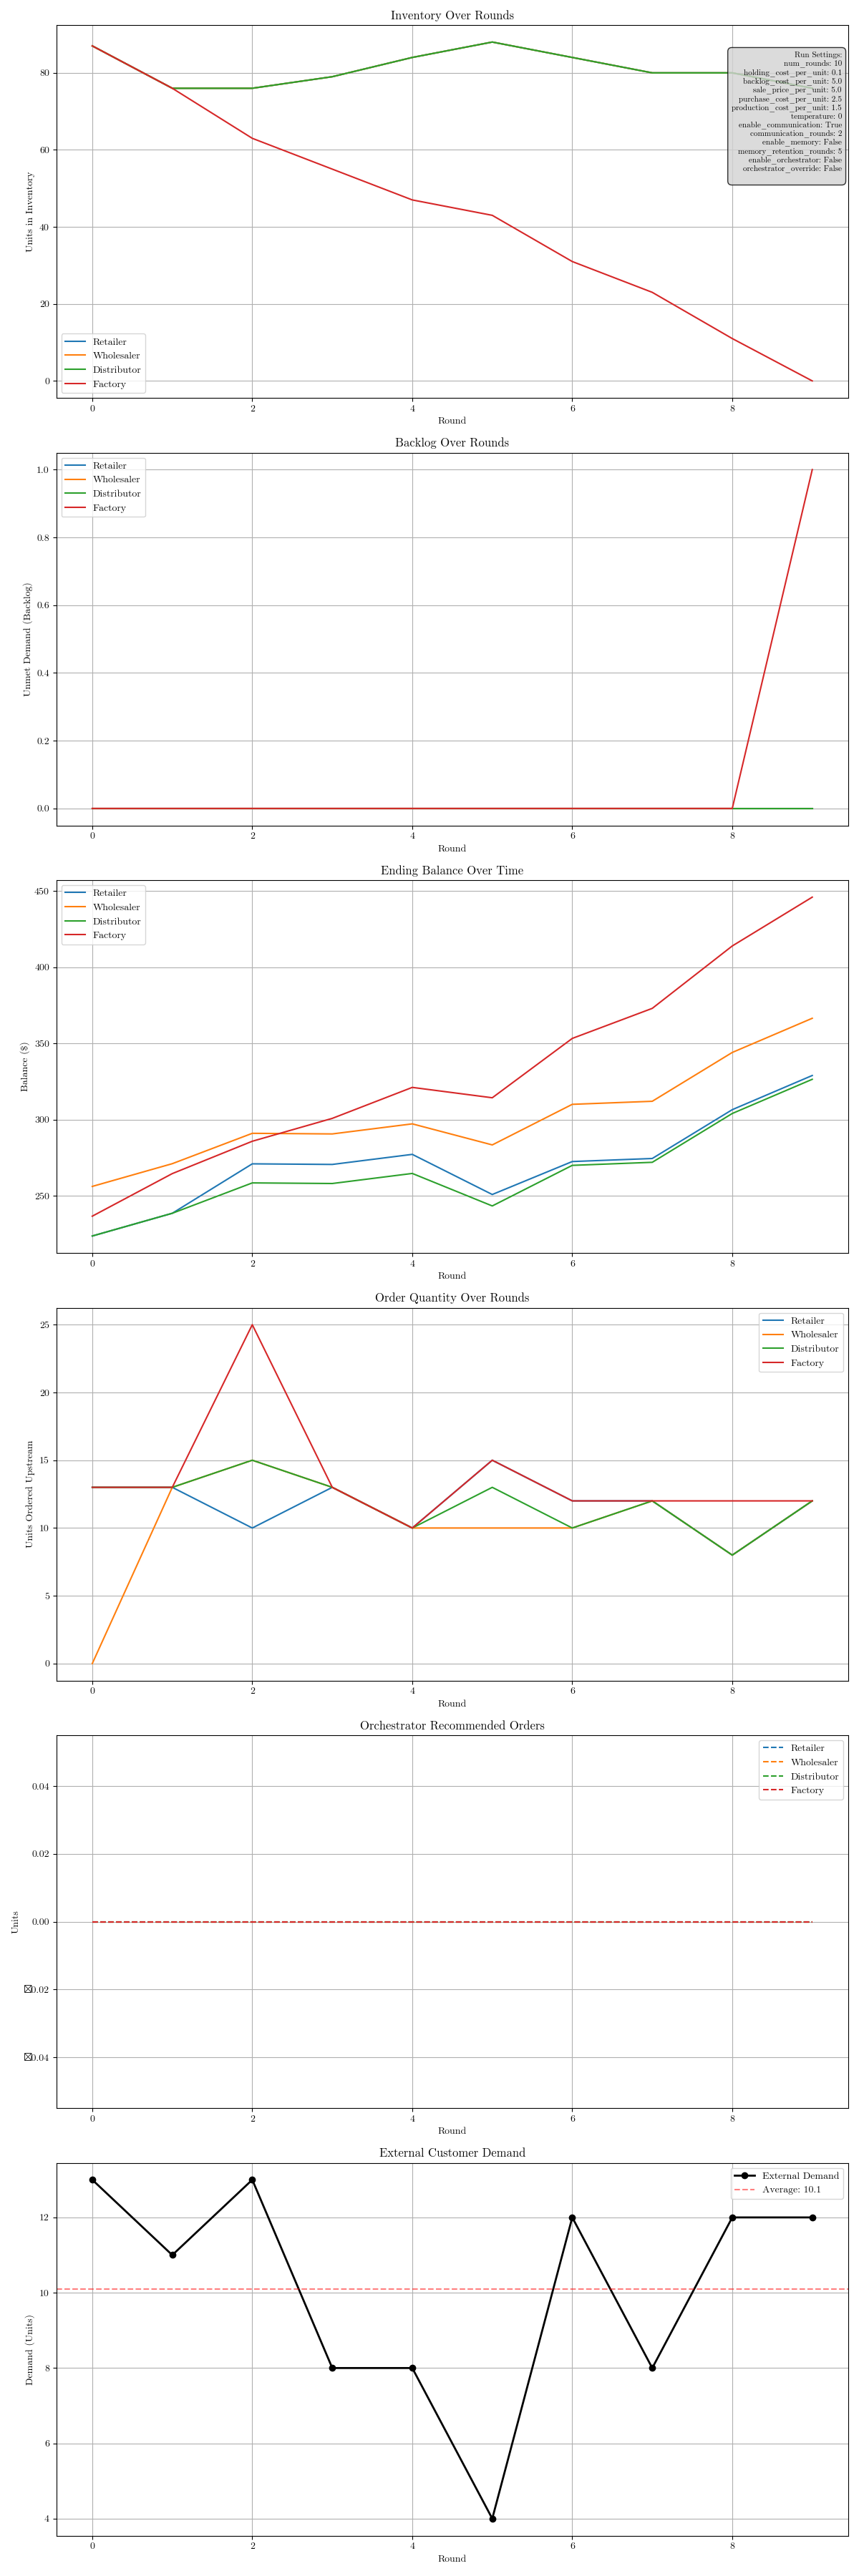 Inventory Over Rounds
Units in Inventory
80
60
40
20
0
Run Settings:
num_rounds: 10
holding_cost_per_unit: 0.1
backlog_cost_per_unit: 5.0
sale_price_per_unit: 5.0
purchase_cost_per_unit: 2.5
production_cost_per_unit: 1.5
temperature: 0
enable_communication: True
communication_rounds: 2
enable_memory: False
memory_retention_rounds: 5
enable_orchestrator: False
orchestrator_override: False
Retailer
Wholesaler
Distributor
Factory
0 2 4 6 8
Round
Backlog Over Rounds
Unmet Demand (Backlog)
1.0
0.8
0.6
0.4
0.2
0.0
Retailer
Wholesaler
Distributor
Factory
0 2 4 6 8
Round
Ending Balance Over Time
Balance ($)
450
400
350
300
250
Retailer
Wholesaler
Distributor
Factory
0 2 4 6 8
Round
Order Quantity Over Rounds
Units Ordered Upstream
25
20
15
10
5
0
Retailer
Wholesaler
Distributor
Factory
0 2 4 6 8
Round
Orchestrator Recommended Orders
Units
0.04
0.02
0.00
0.02
0.04
Retailer
Wholesaler
Distributor
Factory
0 2 4 6 8
Round
External Customer Demand
Demand (Units)
12
10
8
6
4
External Demand
Average: 10.1
0 2 4 6 8
Round